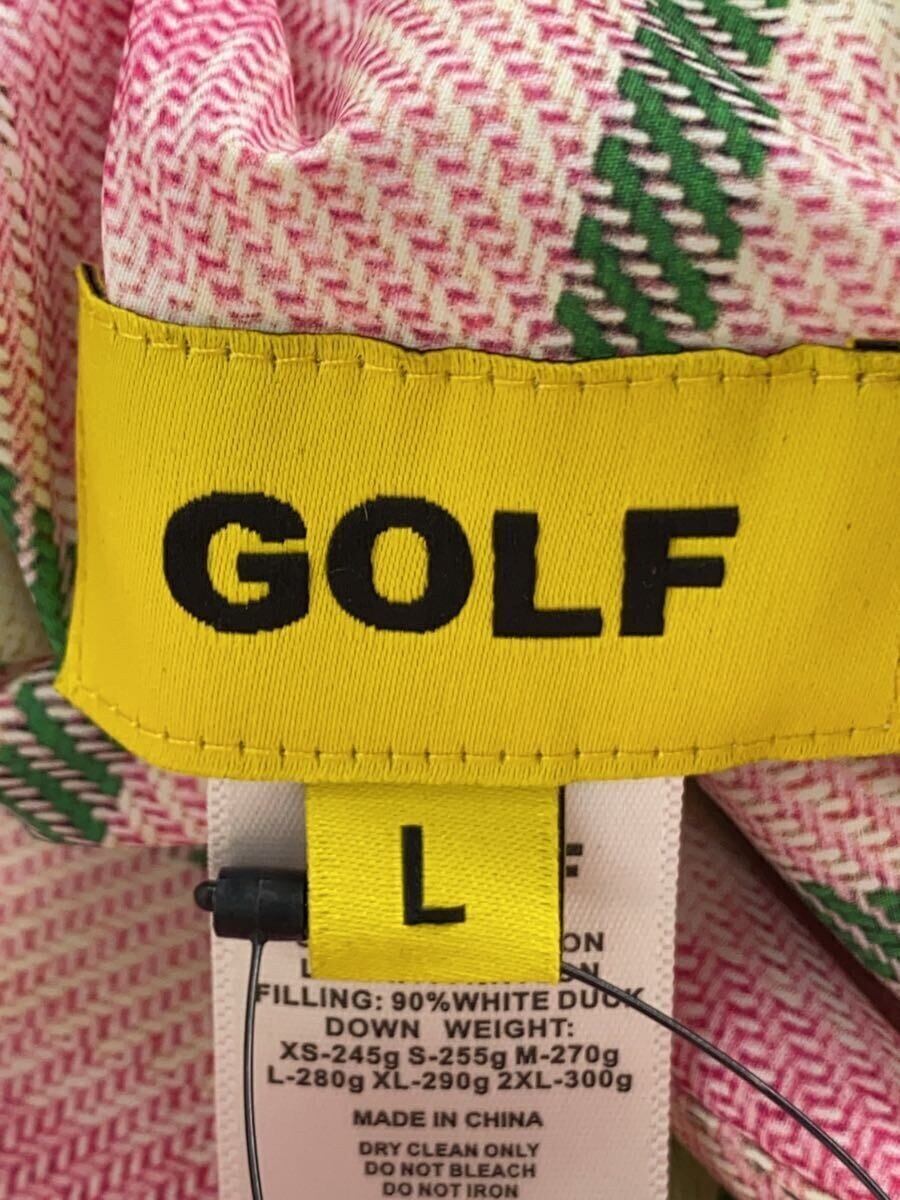 GOLF
L
FILLING: 90%WHITE DUCK
DOWN WEIGHT:
XS-245g S-255g M-270g
L-280g XL-290g 2XL-300g
MADE IN CHINA
DRY CLEAN ONLY
DO NOT BLEACH
DO NOT IRON